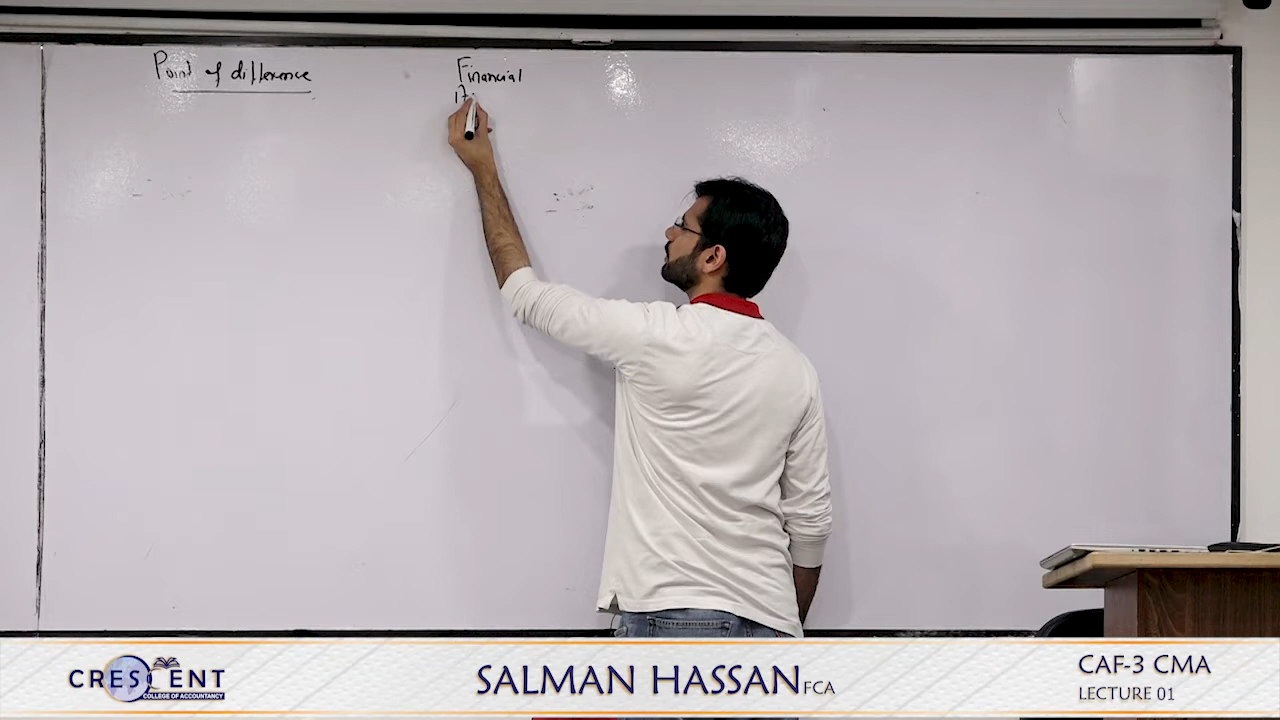 Point of difference
Financial
CRESCENT
COLLEGE OF ACCOUNTANCY
SALMAN HASSAN FCA
CAF-3 CMA
LECTURE 01